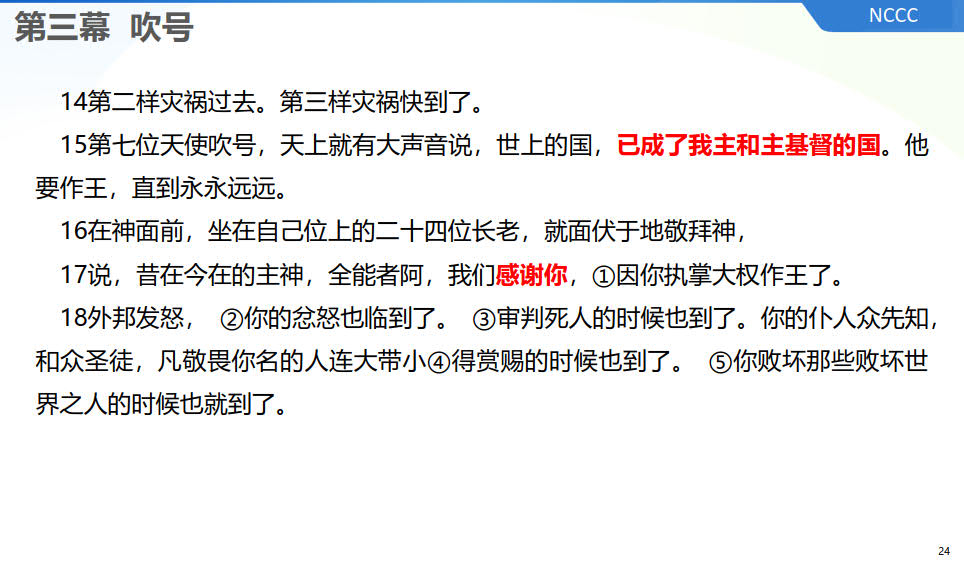 第三幕 吹号
NCCC
14第二样灾祸过去。第三样灾祸快到了。
15第七位天使吹号，天上就有大声音说，世上的国，已成了我主和主基督的国。他
要作王，直到永永远远。
16在神面前，坐在自己位上的二十四位长老，就面伏于地敬拜神，
17说，昔在今在的主神，全能者阿，我们感谢你，①因你执掌大权作王了。
18外邦发怒， ②你的忿怒也临到了。 ③审判死人的时候也到了。你的仆人众先知，
和众圣徒，凡敬畏你名的人连大带小④得赏赐的时候也到了。 ⑤你败坏那些败坏世
界之人的时候也就到了。
24